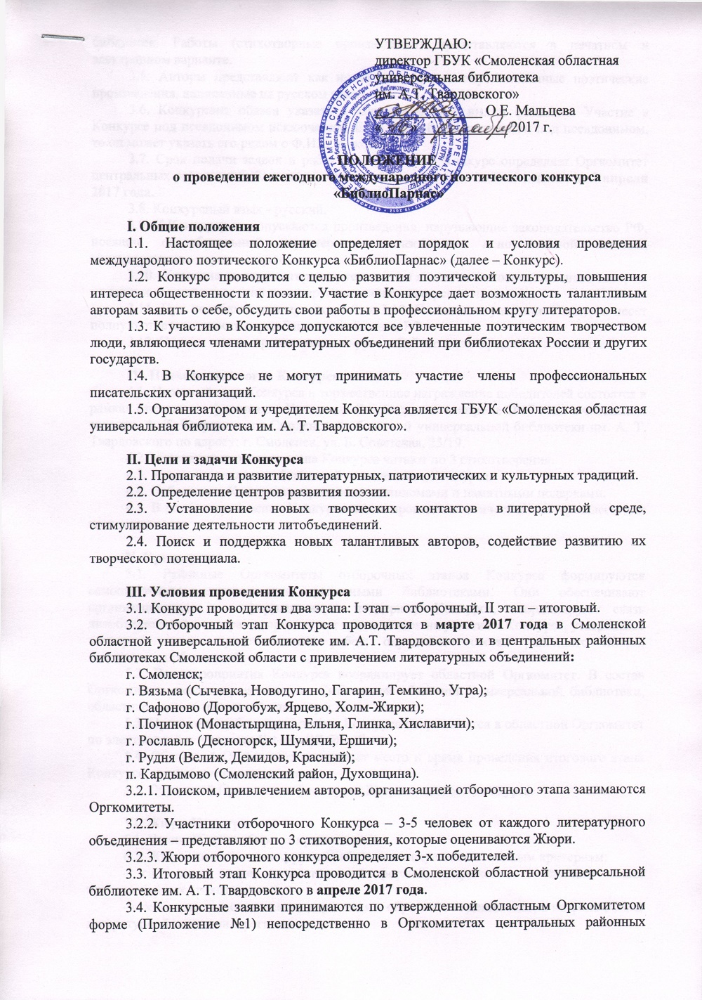 УТВЕРЖДАЮ:
директор ГБУК «Смоленская областная
универсальная библиотека
им. А.Т. Твардовского»
О.Е. Мальцева
2017 г.
ПОЛОЖЕНИЕ
о проведении ежегодного международного поэтического конкурса
«БиблиоПарнас»
I. Общие положения
1.1. Настоящее положение определяет порядок и условия проведения
международного поэтического Конкурса «БиблиоПарнас» (далее – Конкурс).
1.2. Конкурс проводится с целью развития поэтической культуры, повышения
интереса общественности к поэзии. Участие в Конкурсе дает возможность талантливым
авторам заявить о себе, обсудить свои работы в профессиональном кругу литераторов.
1.3. К участию в Конкурсе допускаются все увлеченные поэтическим творчеством
люди, являющиеся членами литературных объединений при библиотеках России и других
государств.
1.4. В Конкурсе не могут принимать участие члены профессиональных
писательских организаций.
1.5. Организатором и учредителем Конкурса является ГБУК «Смоленская областная
универсальная библиотека им. А. Т. Твардовского».
II. Цели и задачи Конкурса
2.1. Пропаганда и развитие литературных, патриотических и культурных традиций.
2.2. Определение центров развития поэзии.
2.3. Установление новых творческих контактов в литературной среде,
стимулирование деятельности литобъединений.
2.4. Поиск и поддержка новых талантливых авторов, содействие развитию их
творческого потенциала.
III. Условия проведения Конкурса
3.1. Конкурс проводится в два этапа: I этап – отборочный, II этап – итоговый.
3.2. Отборочный этап Конкурса проводится в марте 2017 года в Смоленской
областной универсальной библиотеке им. А.Т. Твардовского и в центральных районных
библиотеках Смоленской области с привлечением литературных объединений:
г. Смоленск;
г. Вязьма (Сычевка, Новодугино, Гагарин, Темкино, Угра);
г. Сафоново (Дорогобуж, Ярцево, Холм-Жирки);
г. Починок (Монастырщина, Ельня, Глинка, Хиславичи);
г. Рославль (Десногорск, Шумячи, Ершичи);
г. Рудня (Велиж, Демидов, Красный);
п. Кардымово (Смоленский район, Духовщина).
3.2.1. Поиском, привлечением авторов, организацией отборочного этапа занимаются
Оргкомитеты.
3.2.2. Участники отборочного Конкурса – 3-5 человек от каждого литературного
объединения – представляют по 3 стихотворения, которые оцениваются Жюри.
3.2.3. Жюри отборочного конкурса определяет 3-х победителей.
3.3. Итоговый этап Конкурса проводится в Смоленской областной универсальной
библиотеке им. А. Т. Твардовского в апреле 2017 года.
3.4. Конкурсные заявки принимаются по утвержденной областным Оргкомитетом
форме (Приложение №1) непосредственно в Оргкомитетах центральных районных